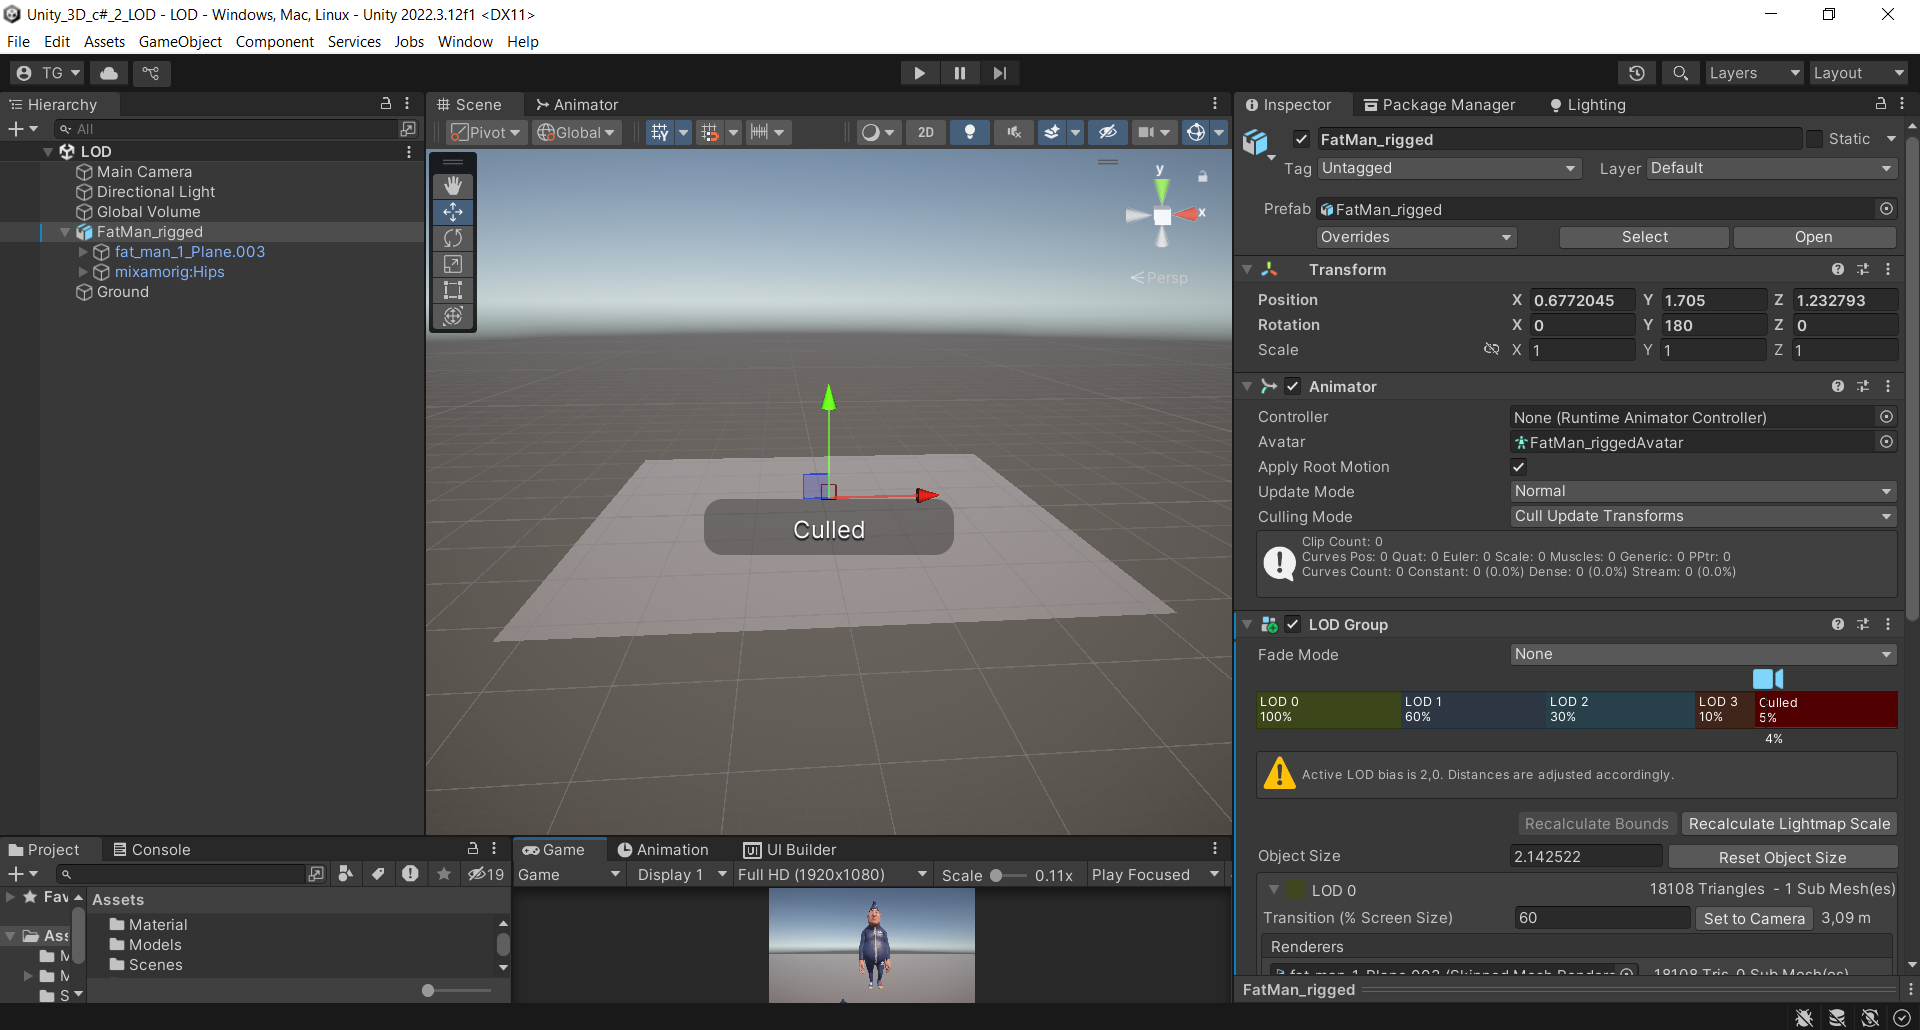 Unity_3D_c#_2_LOD - LOD - Windows, Mac, Linux - Unity 2022.3.12f1 <DX11>
File Edit Assets GameObject Component Services Jobs Window Help
TG
Layers
Layout
Hierarchy
All
LOD
Main Camera
Directional Light
Global Volume
FatMan_rigged
fat_man_1_Plane.003
mixamorig:Hips
Ground
Scene
Animator
Pivot
Global
2D
y
x
Persp
Culled
Inspector
Package Manager
Lighting
FatMan_rigged
Static
Tag Untagged
Layer Default
Prefab FatMan_rigged
Overrides
Select
Open
Transform
Position X 0.6772045 Y 1.705 Z 1.232793
Rotation X 0 Y 180 Z 0
Scale X 1 Y 1 Z 1
Animator
Controller None (Runtime Animator Controller)
Avatar FatMan_riggedAvatar
Apply Root Motion
Update Mode Normal
Culling Mode Cull Update Transforms
Clip Count: 0
Curves Pos: 0 Quat: 0 Euler: 0 Scale: 0 Muscles: 0 Generic: 0 PPtr: 0
Curves Count: 0 Constant: 0 (0.0%) Dense: 0 (0.0%) Stream: 0 (0.0%)
LOD Group
Fade Mode None
LOD 0 LOD 1 LOD 2 LOD 3 Culled
100% 60% 30% 10% 5%
4%
Active LOD bias is 2,0. Distances are adjusted accordingly.
Recalculate Bounds
Recalculate Lightmap Scale
Object Size 2.142522 Reset Object Size
LOD 0 18108 Triangles - 1 Sub Mesh(es)
Transition (% Screen Size) 60 Set to Camera 3,09 m
Renderers
fat_man_1_Plane.003 (Skinned Mesh Rendere 18108 Tris 0 Sub Mesh(es)
FatMan_rigged
Project
Console
19
Fav
Ass
M
M
S
Assets
Material
Models
Scenes
Game
Animation
UI Builder
Game Display 1 Full HD (1920x1080) Scale 0.11x Play Focused